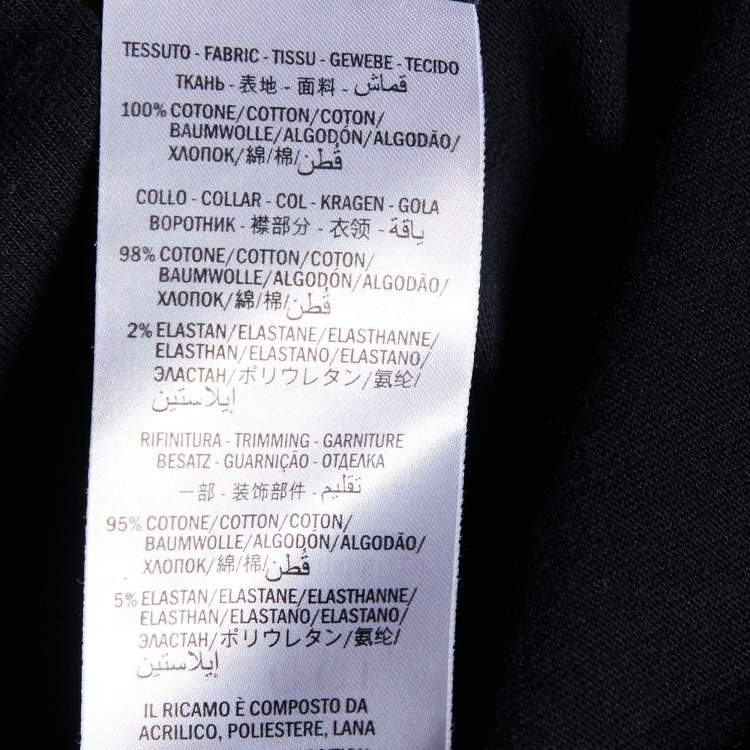 TESSUTO - FABRIC - TISSU - GEWEBE - TECIDO
ТКАНЬ - 表地 - 面料 - قماش
100% COTONE/COTTON/COTON/
BAUMWOLLE/ALGODÓN/ALGODÃO/
ХЛОПОК/綿/棉/قُطن
COLLO - COLLAR - COL - KRAGEN - GOLA
ВОРОТНИК - 襟部分 - 衣领 - ياقة
98% COTONE/COTTON/COTON/
BAUMWOLLE/ALGODÓN/ALGODÃO/
ХЛОПОК/綿/棉/قُطن
2% ELASTAN/ELASTANE/ELASTHANNE/
ELASTHAN/ELASTANO/ELASTANO/
ЭЛАСТАН/ポリウレタン/氨纶/
إيلاستين
RIFINITURA - TRIMMING - GARNITURE
BESATZ - GUARNIÇÃO - ОТДЕЛКА
一部 - 装饰部件 - تقليم
95% COTONE/COTTON/COTON/
BAUMWOLLE/ALGODÓN/ALGODÃO/
ХЛОПОК/綿/棉/قُطن
5% ELASTAN/ELASTANE/ELASTHANNE/
ELASTHAN/ELASTANO/ELASTANO/
ЭЛАСТАН/ポリウレタン/氨纶/
إيلاستين
IL RICAMO È COMPOSTO DA
ACRILICO, POLIESTERE, LANA